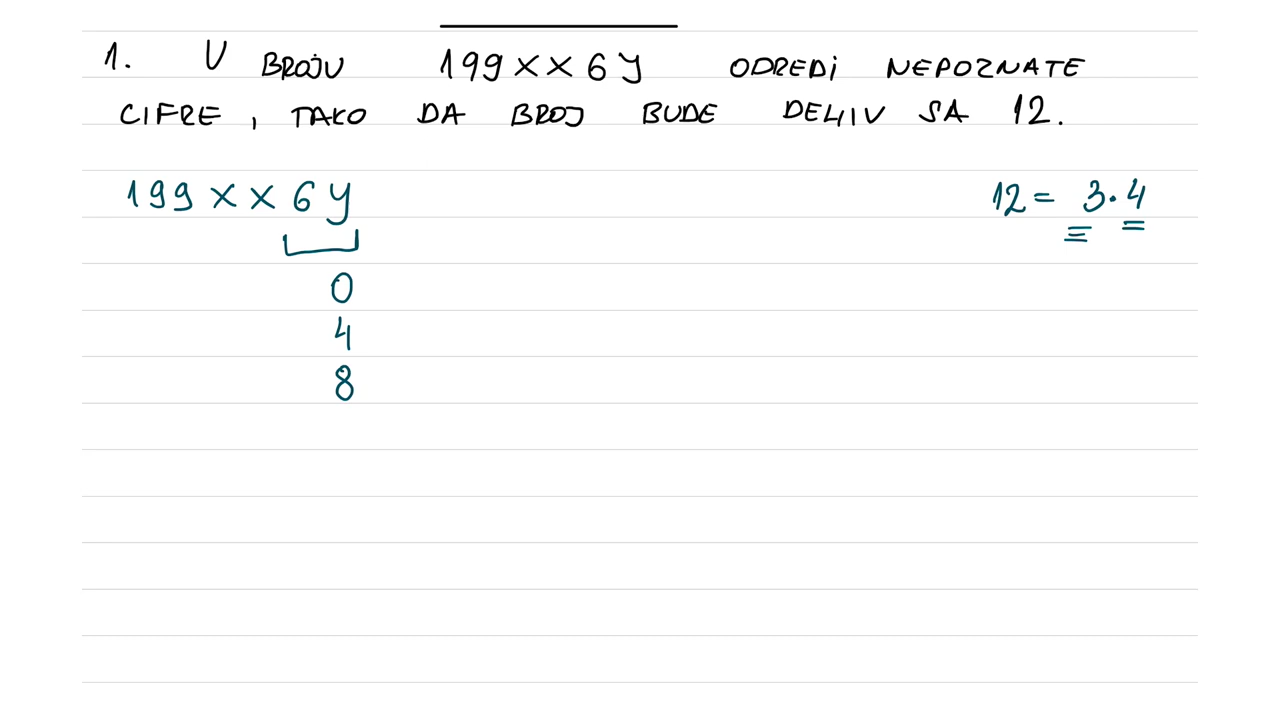 1. U BROJU 199XX6Y ODREDI NEPOZNATE
CIFRE, TAKO DA BROJ BUDE DELJIV SA 12.
199XX6Y 12 = 3·4
0
4
8